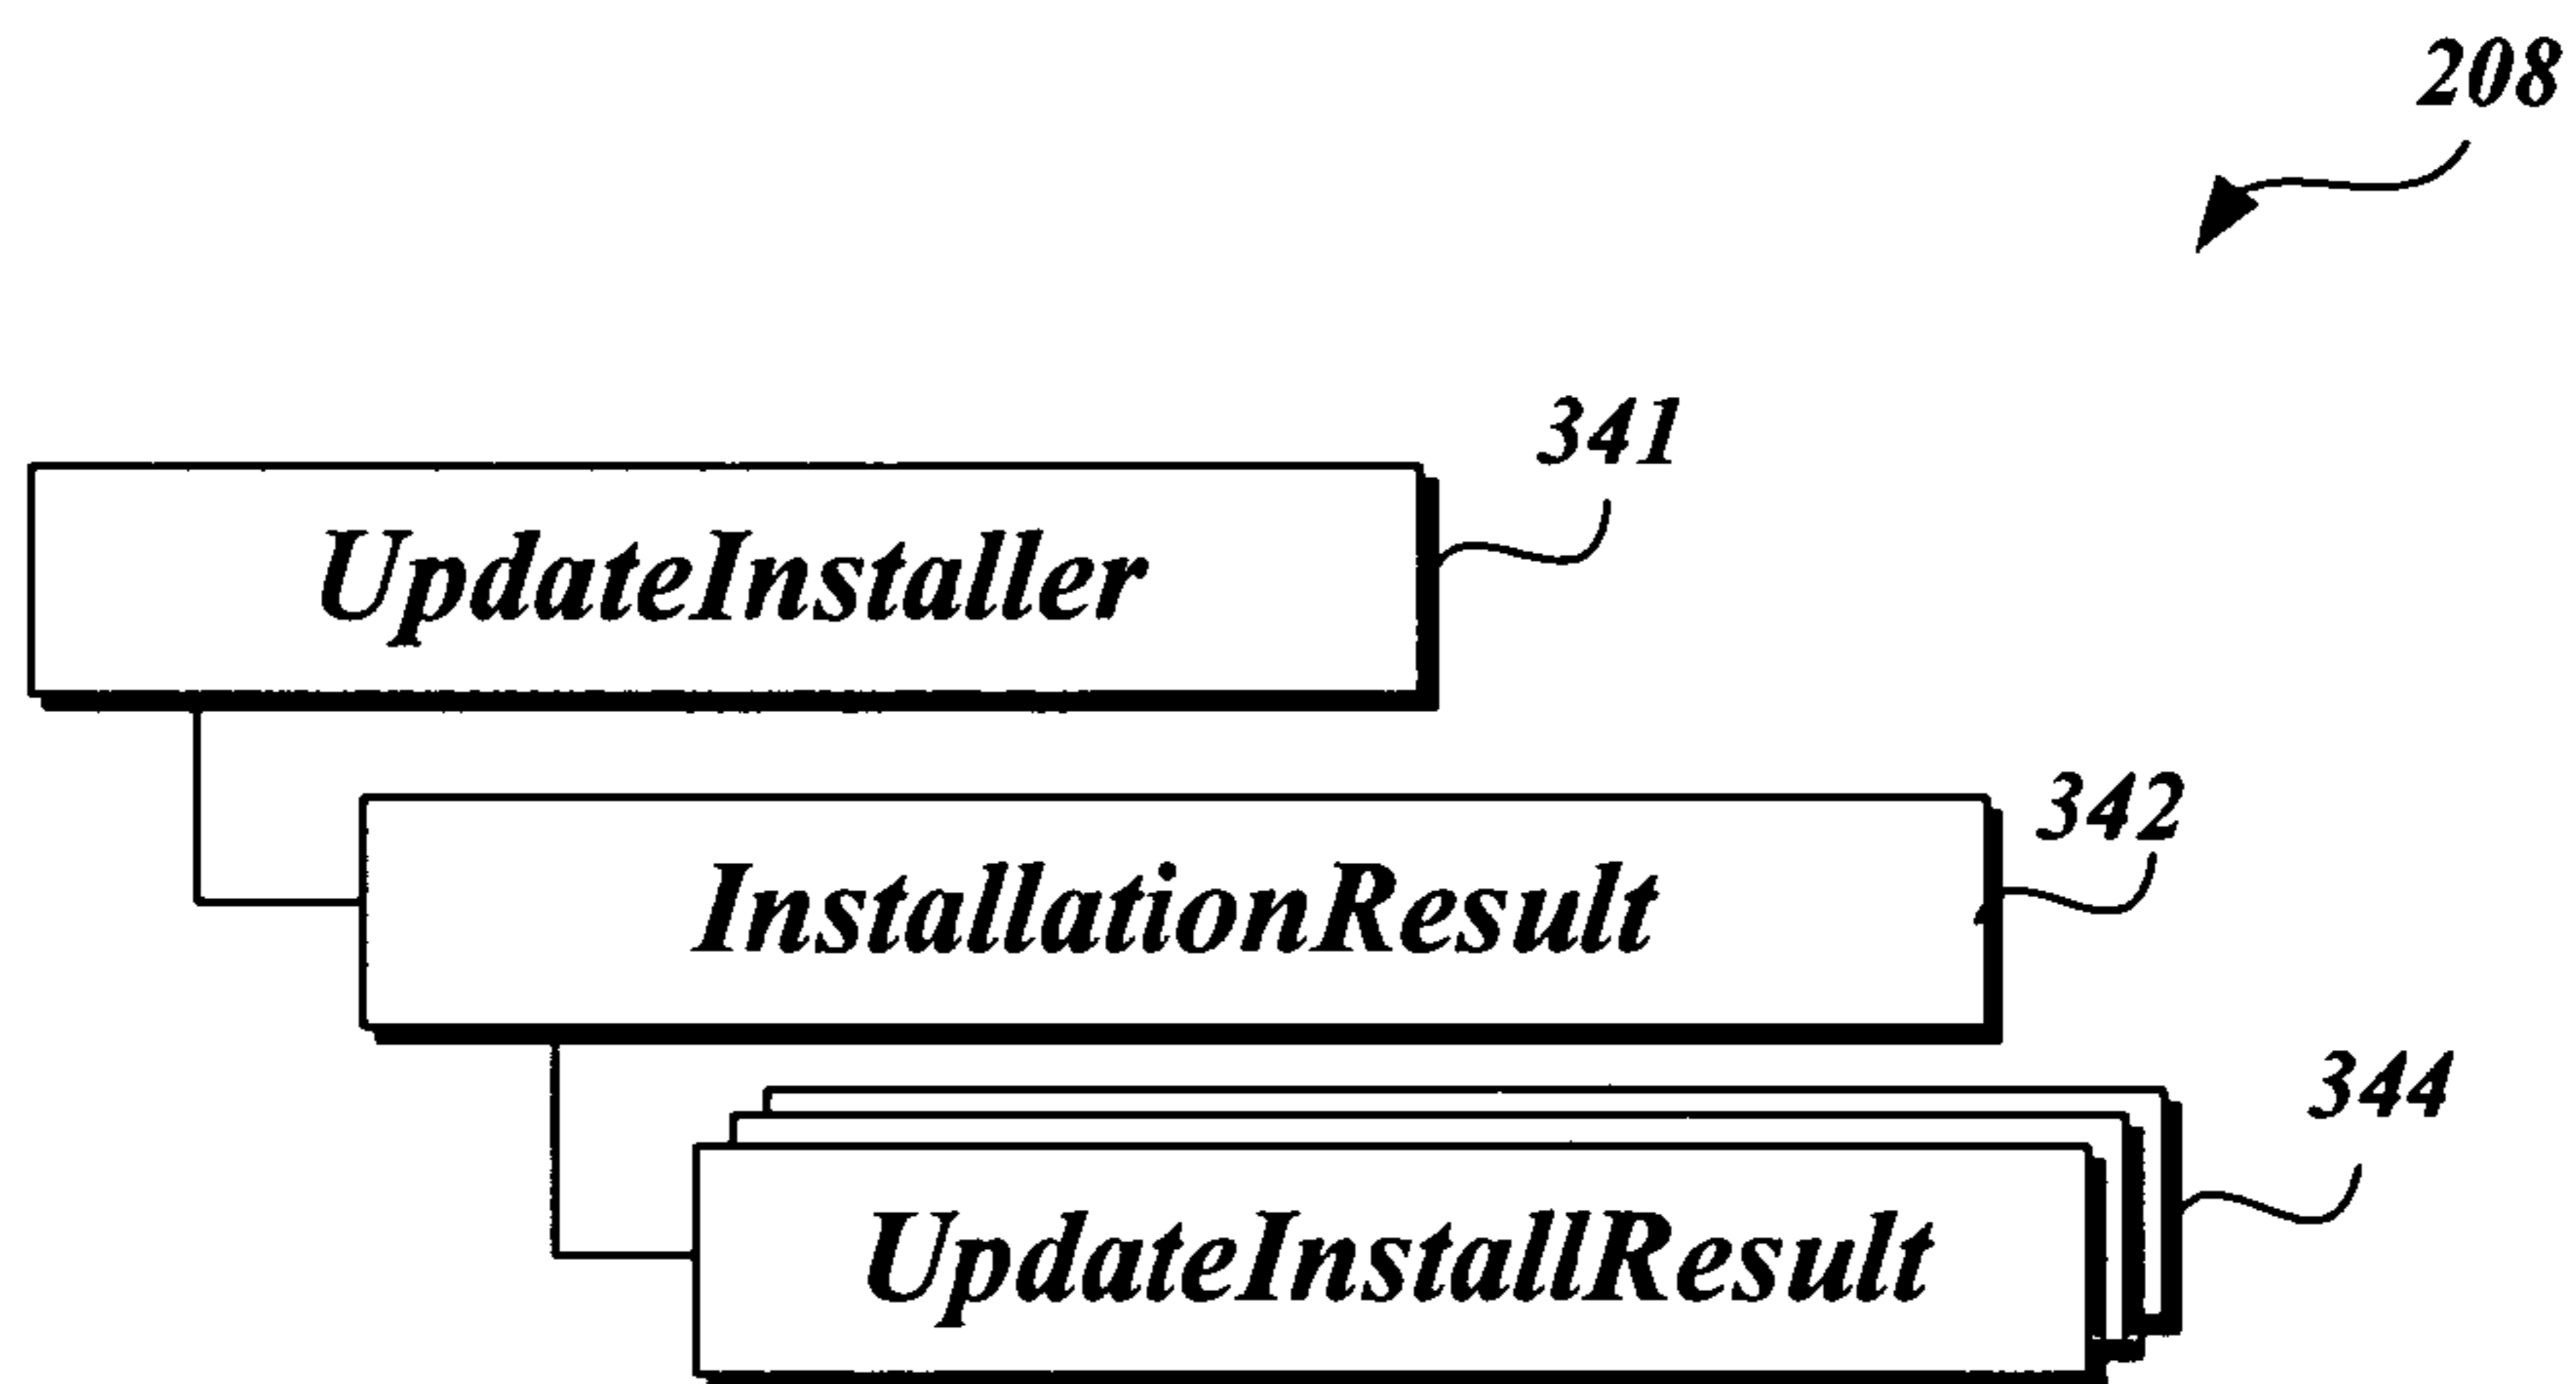 208
341
UpdateInstaller
342
InstallationResult
344
UpdateInstallResult